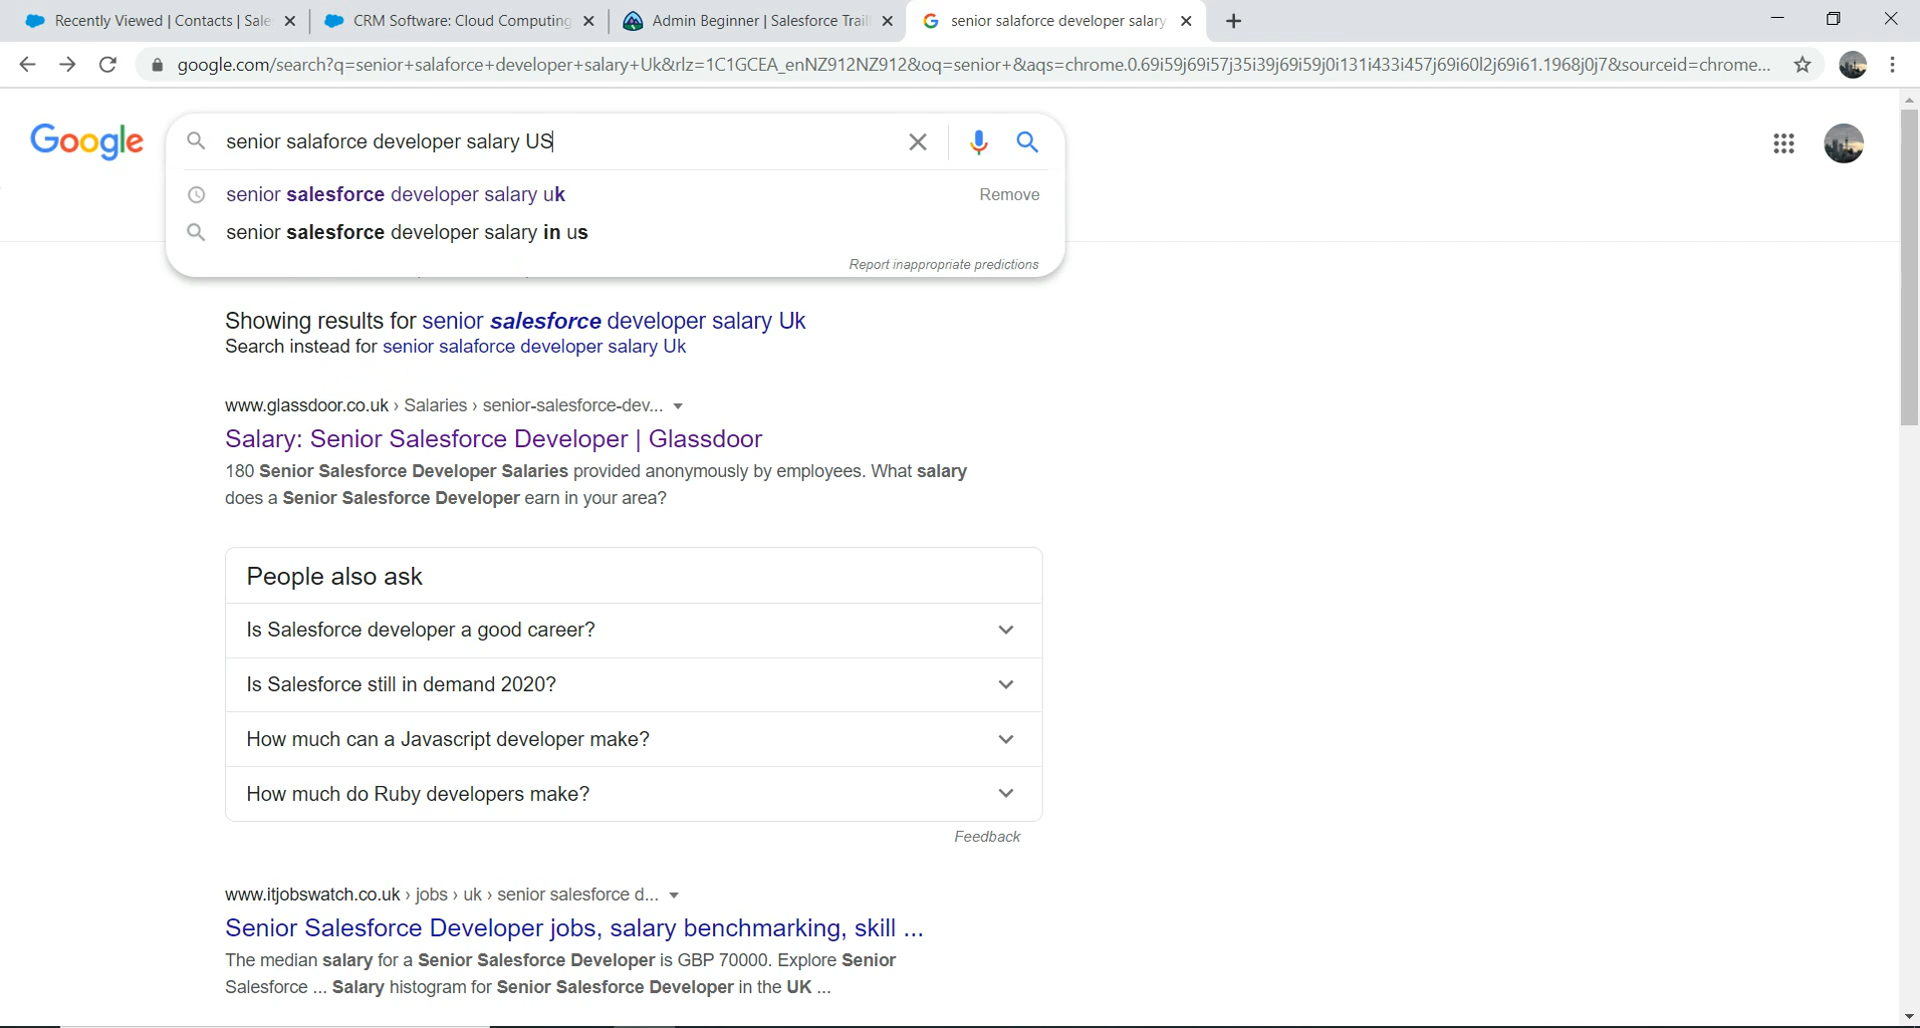 Recently Viewed | Contacts | Sale
CRM Software: Cloud Computing
Admin Beginner | Salesforce Trail
senior salaforce developer salary
google.com/search?q=senior+salaforce+developer+salary+Uk&rlz=1C1GCEA_enNZ912NZ912&oq=senior+&aqs=chrome.0.69i59j69i57j35i39j69i59j0i131i433i457j69i60l2j69i61.1968j0j7&sourceid=chrome...
Google
senior salaforce developer salary US
senior salesforce developer salary uk
Remove
senior salesforce developer salary in us
Report inappropriate predictions
Showing results for senior salesforce developer salary Uk
Search instead for senior salaforce developer salary Uk
www.glassdoor.co.uk › Salaries › senior-salesforce-dev...
Salary: Senior Salesforce Developer | Glassdoor
180 Senior Salesforce Developer Salaries provided anonymously by employees. What salary
does a Senior Salesforce Developer earn in your area?
People also ask
Is Salesforce developer a good career?
Is Salesforce still in demand 2020?
How much can a Javascript developer make?
How much do Ruby developers make?
Feedback
www.itjobswatch.co.uk › jobs › uk › senior salesforce d...
Senior Salesforce Developer jobs, salary benchmarking, skill ...
The median salary for a Senior Salesforce Developer is GBP 70000. Explore Senior
Salesforce ... Salary histogram for Senior Salesforce Developer in the UK ...